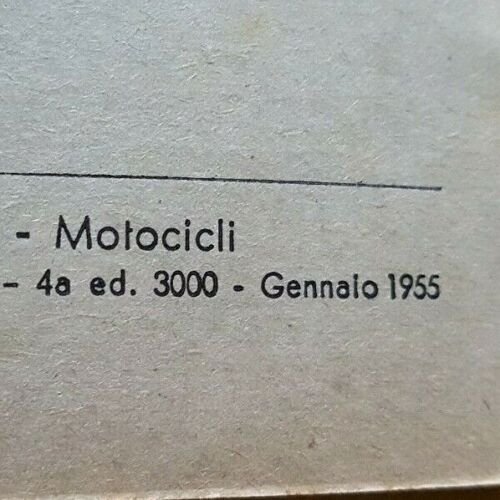 - Motocicli
- 4a ed. 3000 - Gennaio 1955